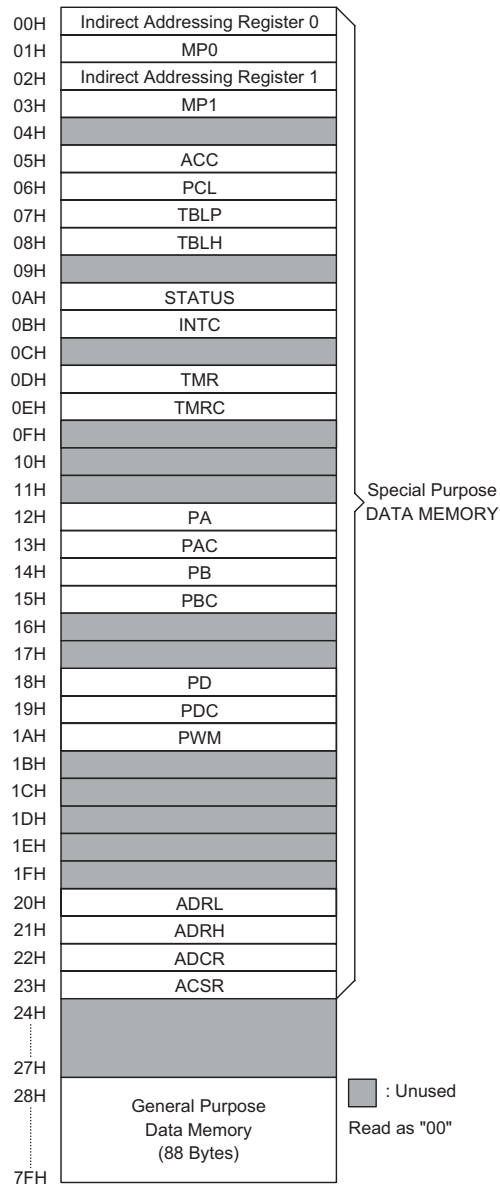 00H Indirect Addressing Register 0
01H MP0
02H Indirect Addressing Register 1
03H MP1
04H
05H ACC
06H PCL
07H TBLP
08H TBLH
09H
0AH STATUS
0BH INTC
0CH
0DH TMR
0EH TMRC
0FH
10H
11H
Special Purpose
DATA MEMORY
12H PA
13H PAC
14H PB
15H PBC
16H
17H
18H PD
19H PDC
1AH PWM
1BH
1CH
1DH
1EH
1FH
20H ADRL
21H ADRH
22H ADCR
23H ACSR
24H
27H
28H
General Purpose
Data Memory
(88 Bytes)
7FH
: Unused
Read as "00"